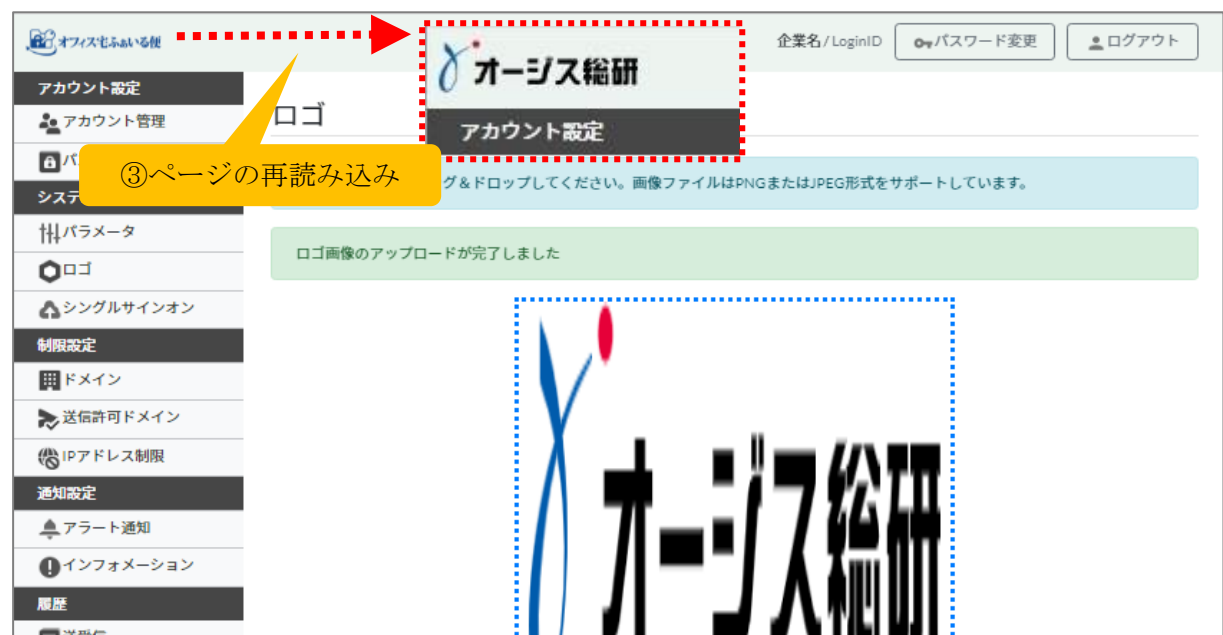 オフィス宅ふぁいる便
企業名/LoginID
パスワード変更
ログアウト
オージス総研
アカウント設定
アカウント設定
アカウント管理
ロゴ
③ページの再読み込み
グ&ドロップしてください。画像ファイルはPNGまたはJPEG形式をサポートしています。
システ
パラメータ
ロゴ画像のアップロードが完了しました
ロゴ
シングルサインオン
制限設定
ドメイン
送信許可ドメイン
IPアドレス制限
通知設定
アラート通知
インフォメーション
履歴
オージス総研